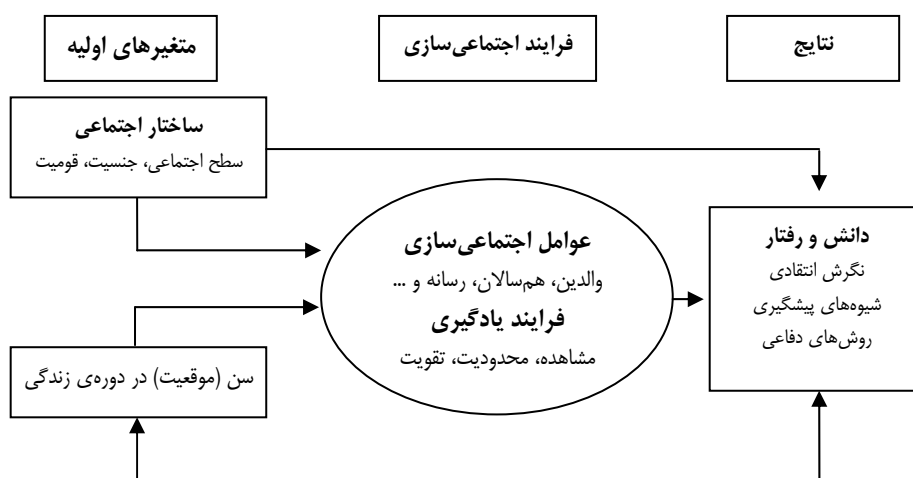 متغیرهای اولیه
فرایند اجتماعی‌سازی
نتایج
ساختار اجتماعی
سطح اجتماعی، جنسیت، قومیت
عوامل اجتماعی‌سازی
والدین، هم‌سالان، رسانه و ...
فرایند یادگیری
مشاهده، محدودیت، تقویت
دانش و رفتار
نگرش انتقادی
شیوه‌های پیشگیری
روش‌های دفاعی
سن (موقعیت) در دوره‌ی زندگی